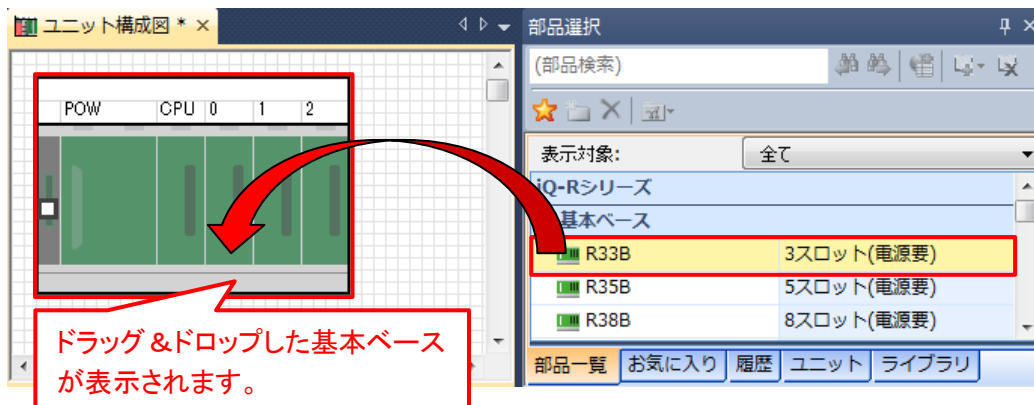 ユニット構成図 * ×
POW CPU 0 1 2
ドラッグ &ドロップした基本ベース
が表示されます。
部品選択
(部品検索)
表示対象: 全て
iQ-Rシリーズ
基本ベース
R33B 3スロット(電源要)
R35B 5スロット(電源要)
R38B 8スロット(電源要)
部品一覧 お気に入り 履歴 ユニット ライブラリ